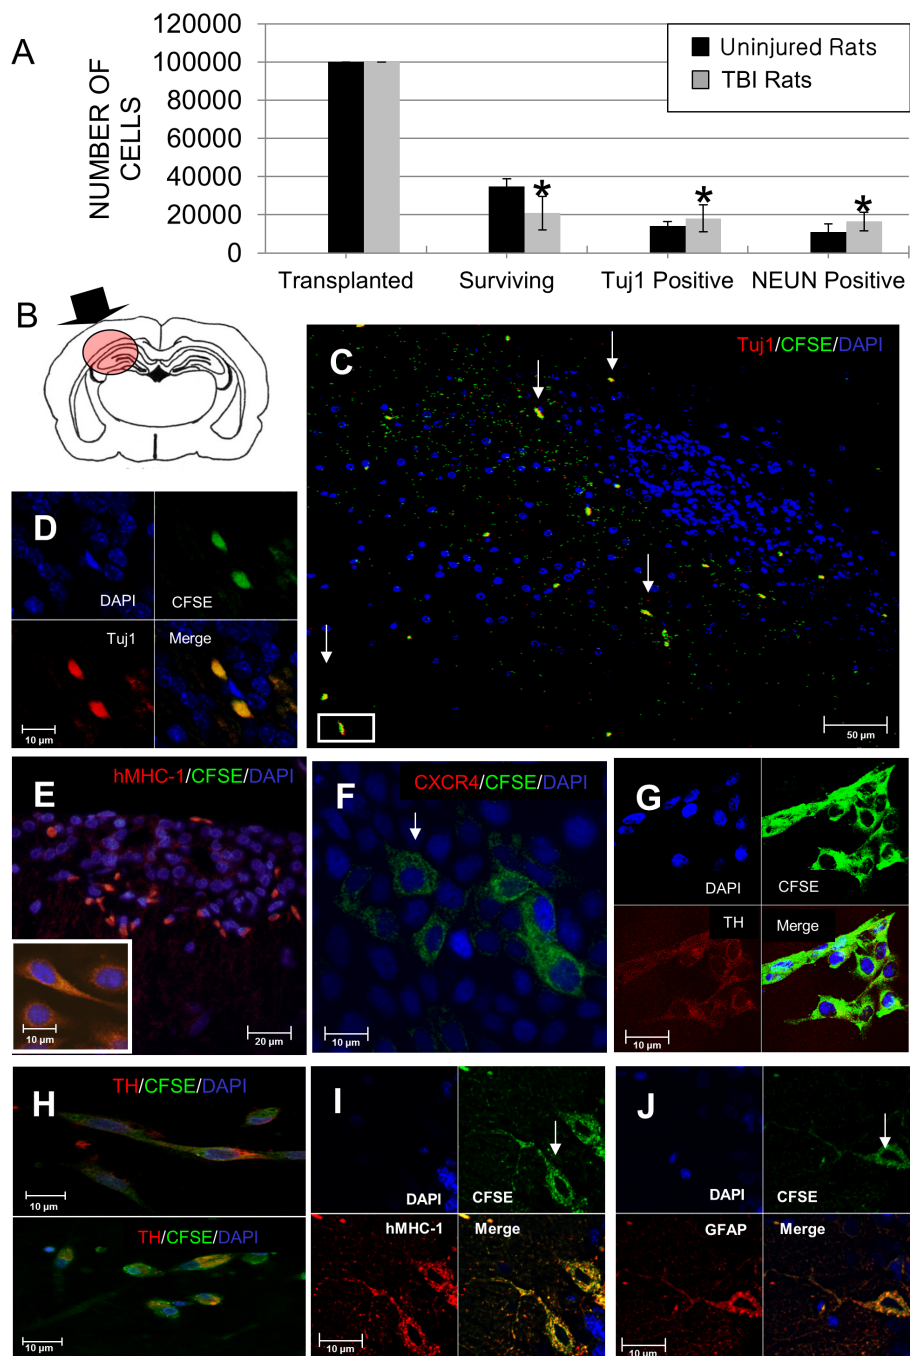 A
NUMBER OF
CELLS
120000
100000
80000
60000
40000
20000
0
Uninjured Rats
TBI Rats
*
*
*
Transplanted
Surviving
Tuj1 Positive
NEUN Positive
B
C
Tuj1/CFSE/DAPI
50 µm
D
DAPI
CFSE
Tuj1
Merge
10 µm
E
hMHC-1/CFSE/DAPI
10 µm
20 µm
F
CXCR4/CFSE/DAPI
10 µm
G
DAPI
CFSE
TH
Merge
10 µm
H
TH/CFSE/DAPI
10 µm
TH/CFSE/DAPI
10 µm
I
DAPI
CFSE
hMHC-1
Merge
10 µm
J
DAPI
CFSE
GFAP
Merge
10 µm